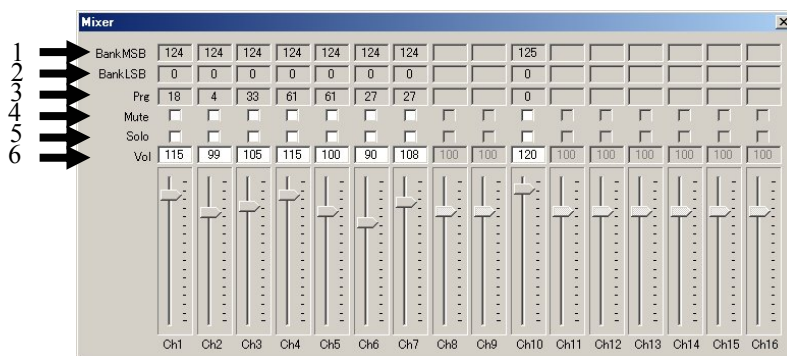 Mixer
1 BankMSB 124 124 124 124 124 124 124 125
2 BankLSB 0 0 0 0 0 0 0 0
3 Prg 18 4 33 61 61 27 27 0
4 Mute
5 Solo
6 Vol 115 99 105 115 100 90 108 100 100 120 100 100 100 100 100 100
Ch1 Ch2 Ch3 Ch4 Ch5 Ch6 Ch7 Ch8 Ch9 Ch10 Ch11 Ch12 Ch13 Ch14 Ch15 Ch16